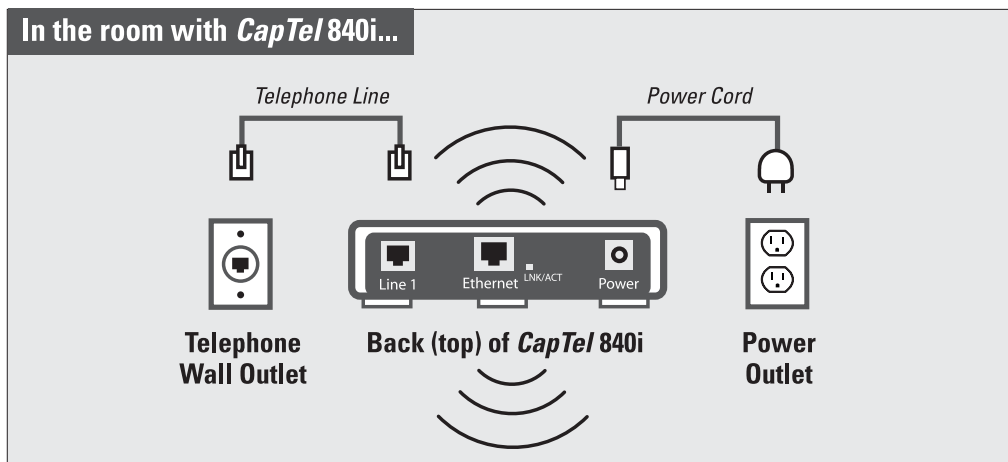 In the room with CapTel 840i...
Telephone Line
Power Cord
Line 1
Ethernet
LNK/ACT
Power
Telephone
Wall Outlet
Back (top) of CapTel 840i
Power
Outlet